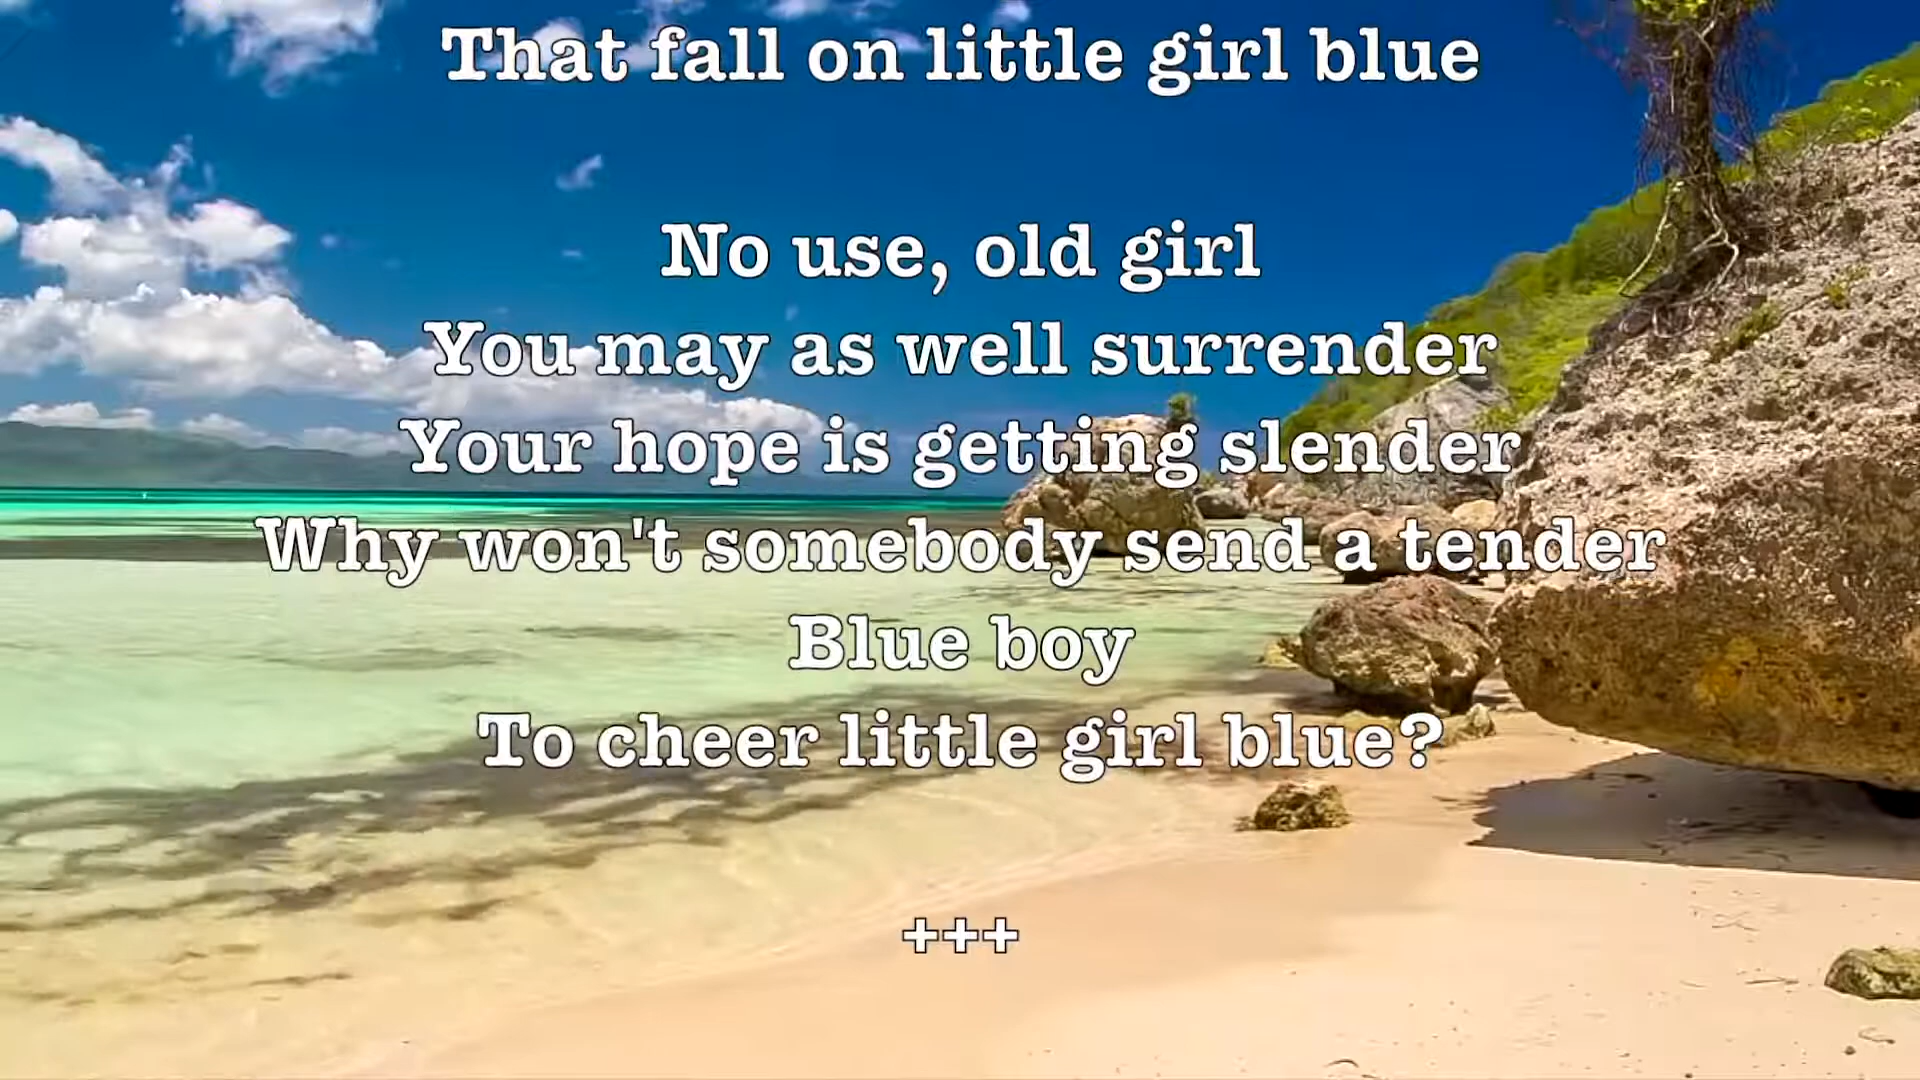 That fall on little girl blue
No use, old girl
You may as well surrender
Your hope is getting slender
Why won't somebody send a tender
Blue boy
To cheer little girl blue?
+++